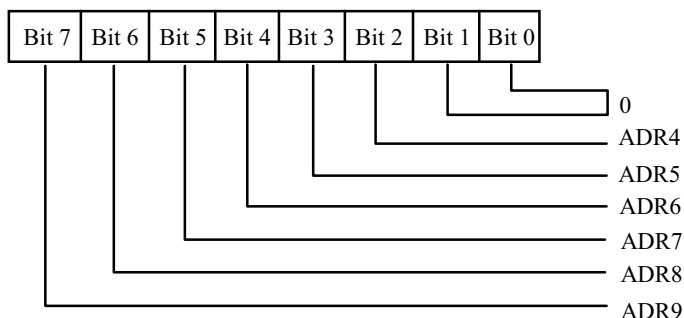 Bit 7 Bit 6 Bit 5 Bit 4 Bit 3 Bit 2 Bit 1 Bit 0
0
ADR4
ADR5
ADR6
ADR7
ADR8
ADR9